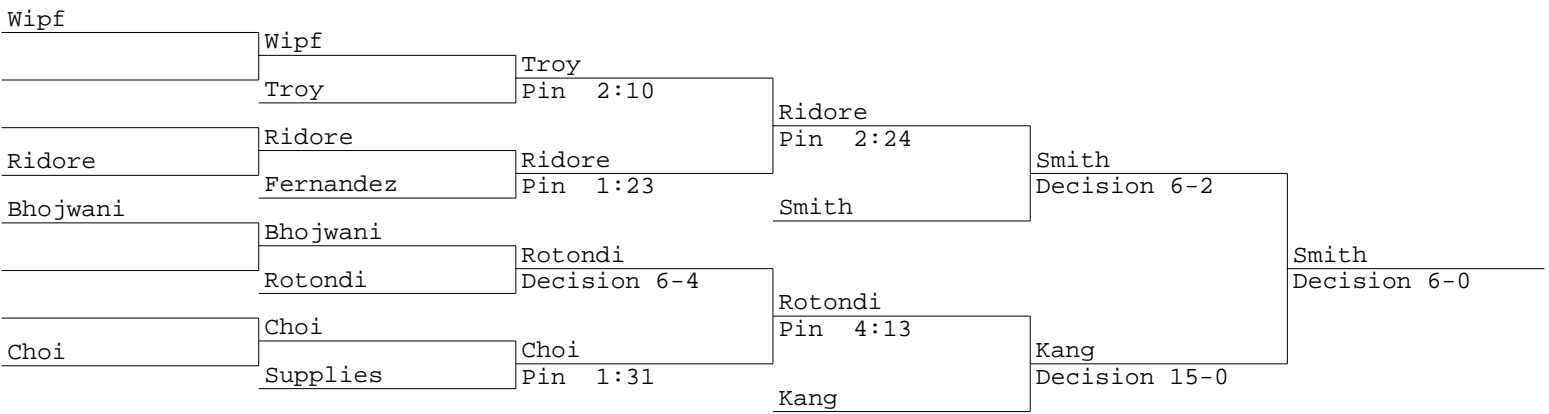 Wipf
Wipf
Troy
Troy
Pin 2:10
Ridore
Pin 2:24
Ridore
Ridore
Ridore
Pin 1:23
Smith
Decision 6-2
Fernandez
Smith
Bhojwani
Bhojwani
Rotondi
Smith
Rotondi
Decision 6-4
Decision 6-0
Rotondi
Pin 4:13
Choi
Choi
Choi
Kang
Supplies
Pin 1:31
Decision 15-0
Kang